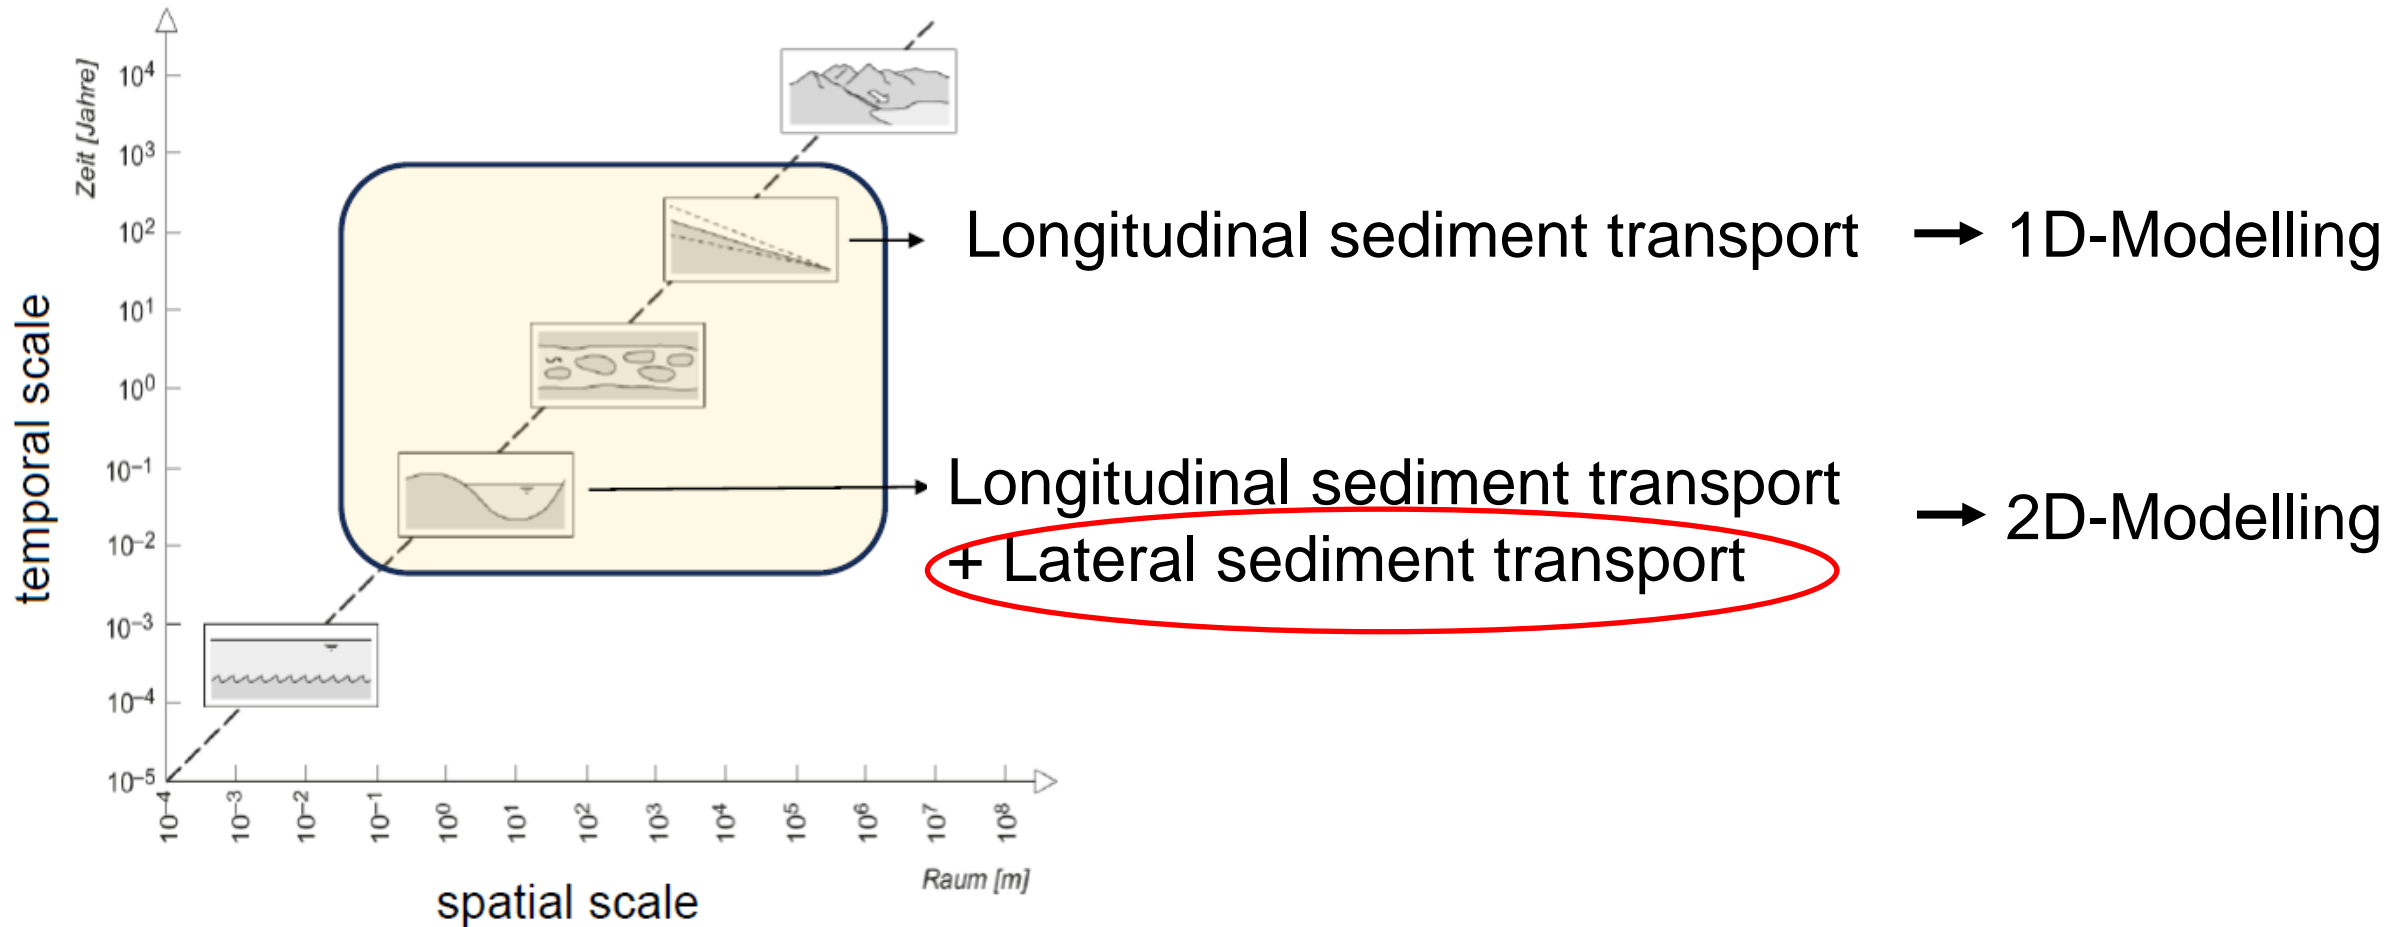 Zeit [Jahre]
temporal scale
10⁴
10³
10²
10¹
10⁰
10⁻¹
10⁻²
10⁻³
10⁻⁴
10⁻⁵
10⁻⁴
10⁻³
10⁻²
10⁻¹
10⁰
10¹
10²
10³
10⁴
10⁵
10⁶
10⁷
10⁸
Raum [m]
spatial scale
Longitudinal sediment transport
1D-Modelling
Longitudinal sediment transport
+ Lateral sediment transport
2D-Modelling